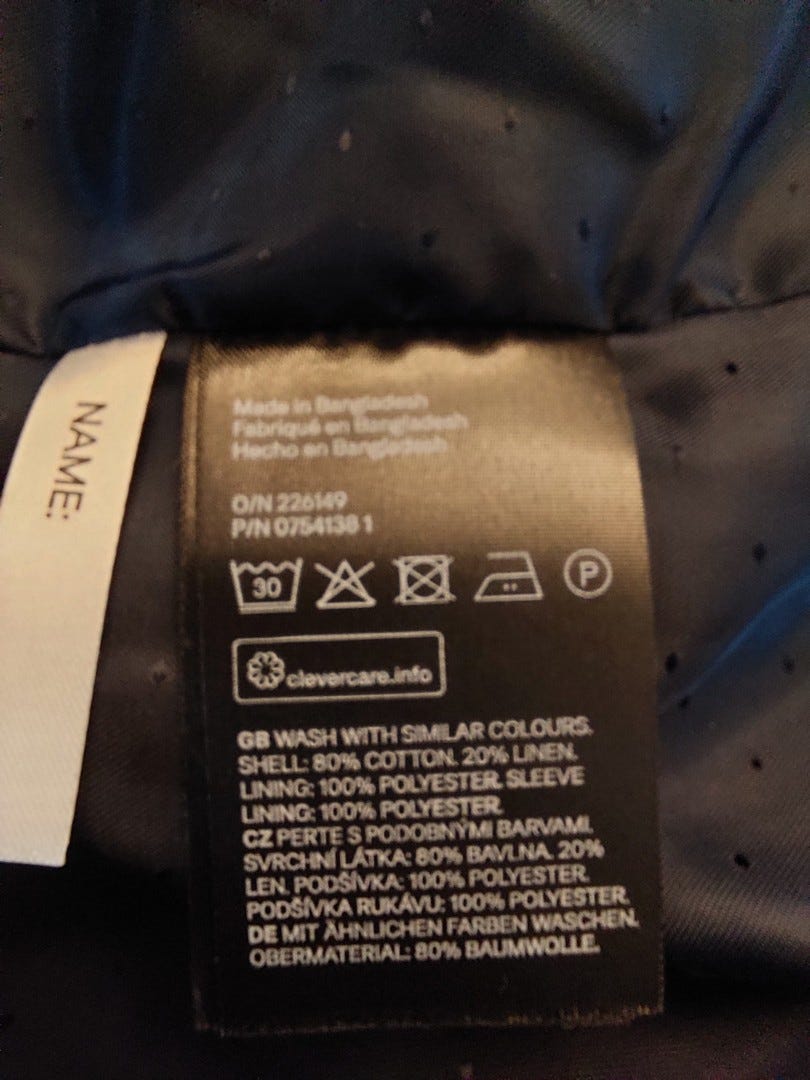 NAME:
Made in Bangladesh
Fabriqué en Bangladesh
Hecho en Bangladesh
O/N 226149
P/N 0754138 1
30 P
clevercare.info
GB WASH WITH SIMILAR COLOURS.
SHELL: 80% COTTON. 20% LINEN.
LINING: 100% POLYESTER. SLEEVE
LINING: 100% POLYESTER.
CZ PERTE S PODOBNÝMI BARVAMI.
SVRCHNÍ LÁTKA: 80% BAVLNA. 20%
LEN. PODŠÍVKA: 100% POLYESTER.
PODŠÍVKA RUKÁVU: 100% POLYESTER.
DE MIT ÄHNLICHEN FARBEN WASCHEN.
OBERMATERIAL: 80% BAUMWOLLE.